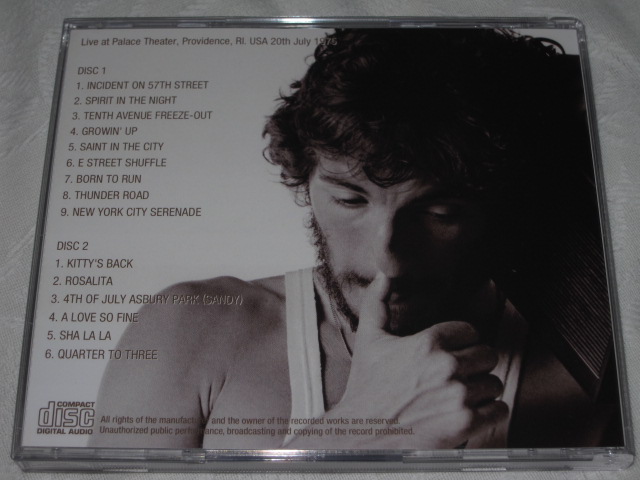 Live at Palace Theater, Providence, RI. USA 20th July 1975
DISC 1
1. INCIDENT ON 57TH STREET
2. SPIRIT IN THE NIGHT
3. TENTH AVENUE FREEZE-OUT
4. GROWIN' UP
5. SAINT IN THE CITY
6. E STREET SHUFFLE
7. BORN TO RUN
8. THUNDER ROAD
9. NEW YORK CITY SERENADE
DISC 2
1. KITTY'S BACK
2. ROSALITA
3. 4TH OF JULY ASBURY PARK (SANDY)
4. A LOVE SO FINE
5. SHA LA LA
6. QUARTER TO THREE
COMPACT
disc
DIGITAL AUDIO
All rights of the and the owner of the recorded works are reserved.
Unauthorized public broadcasting and copying of the record prohibited.